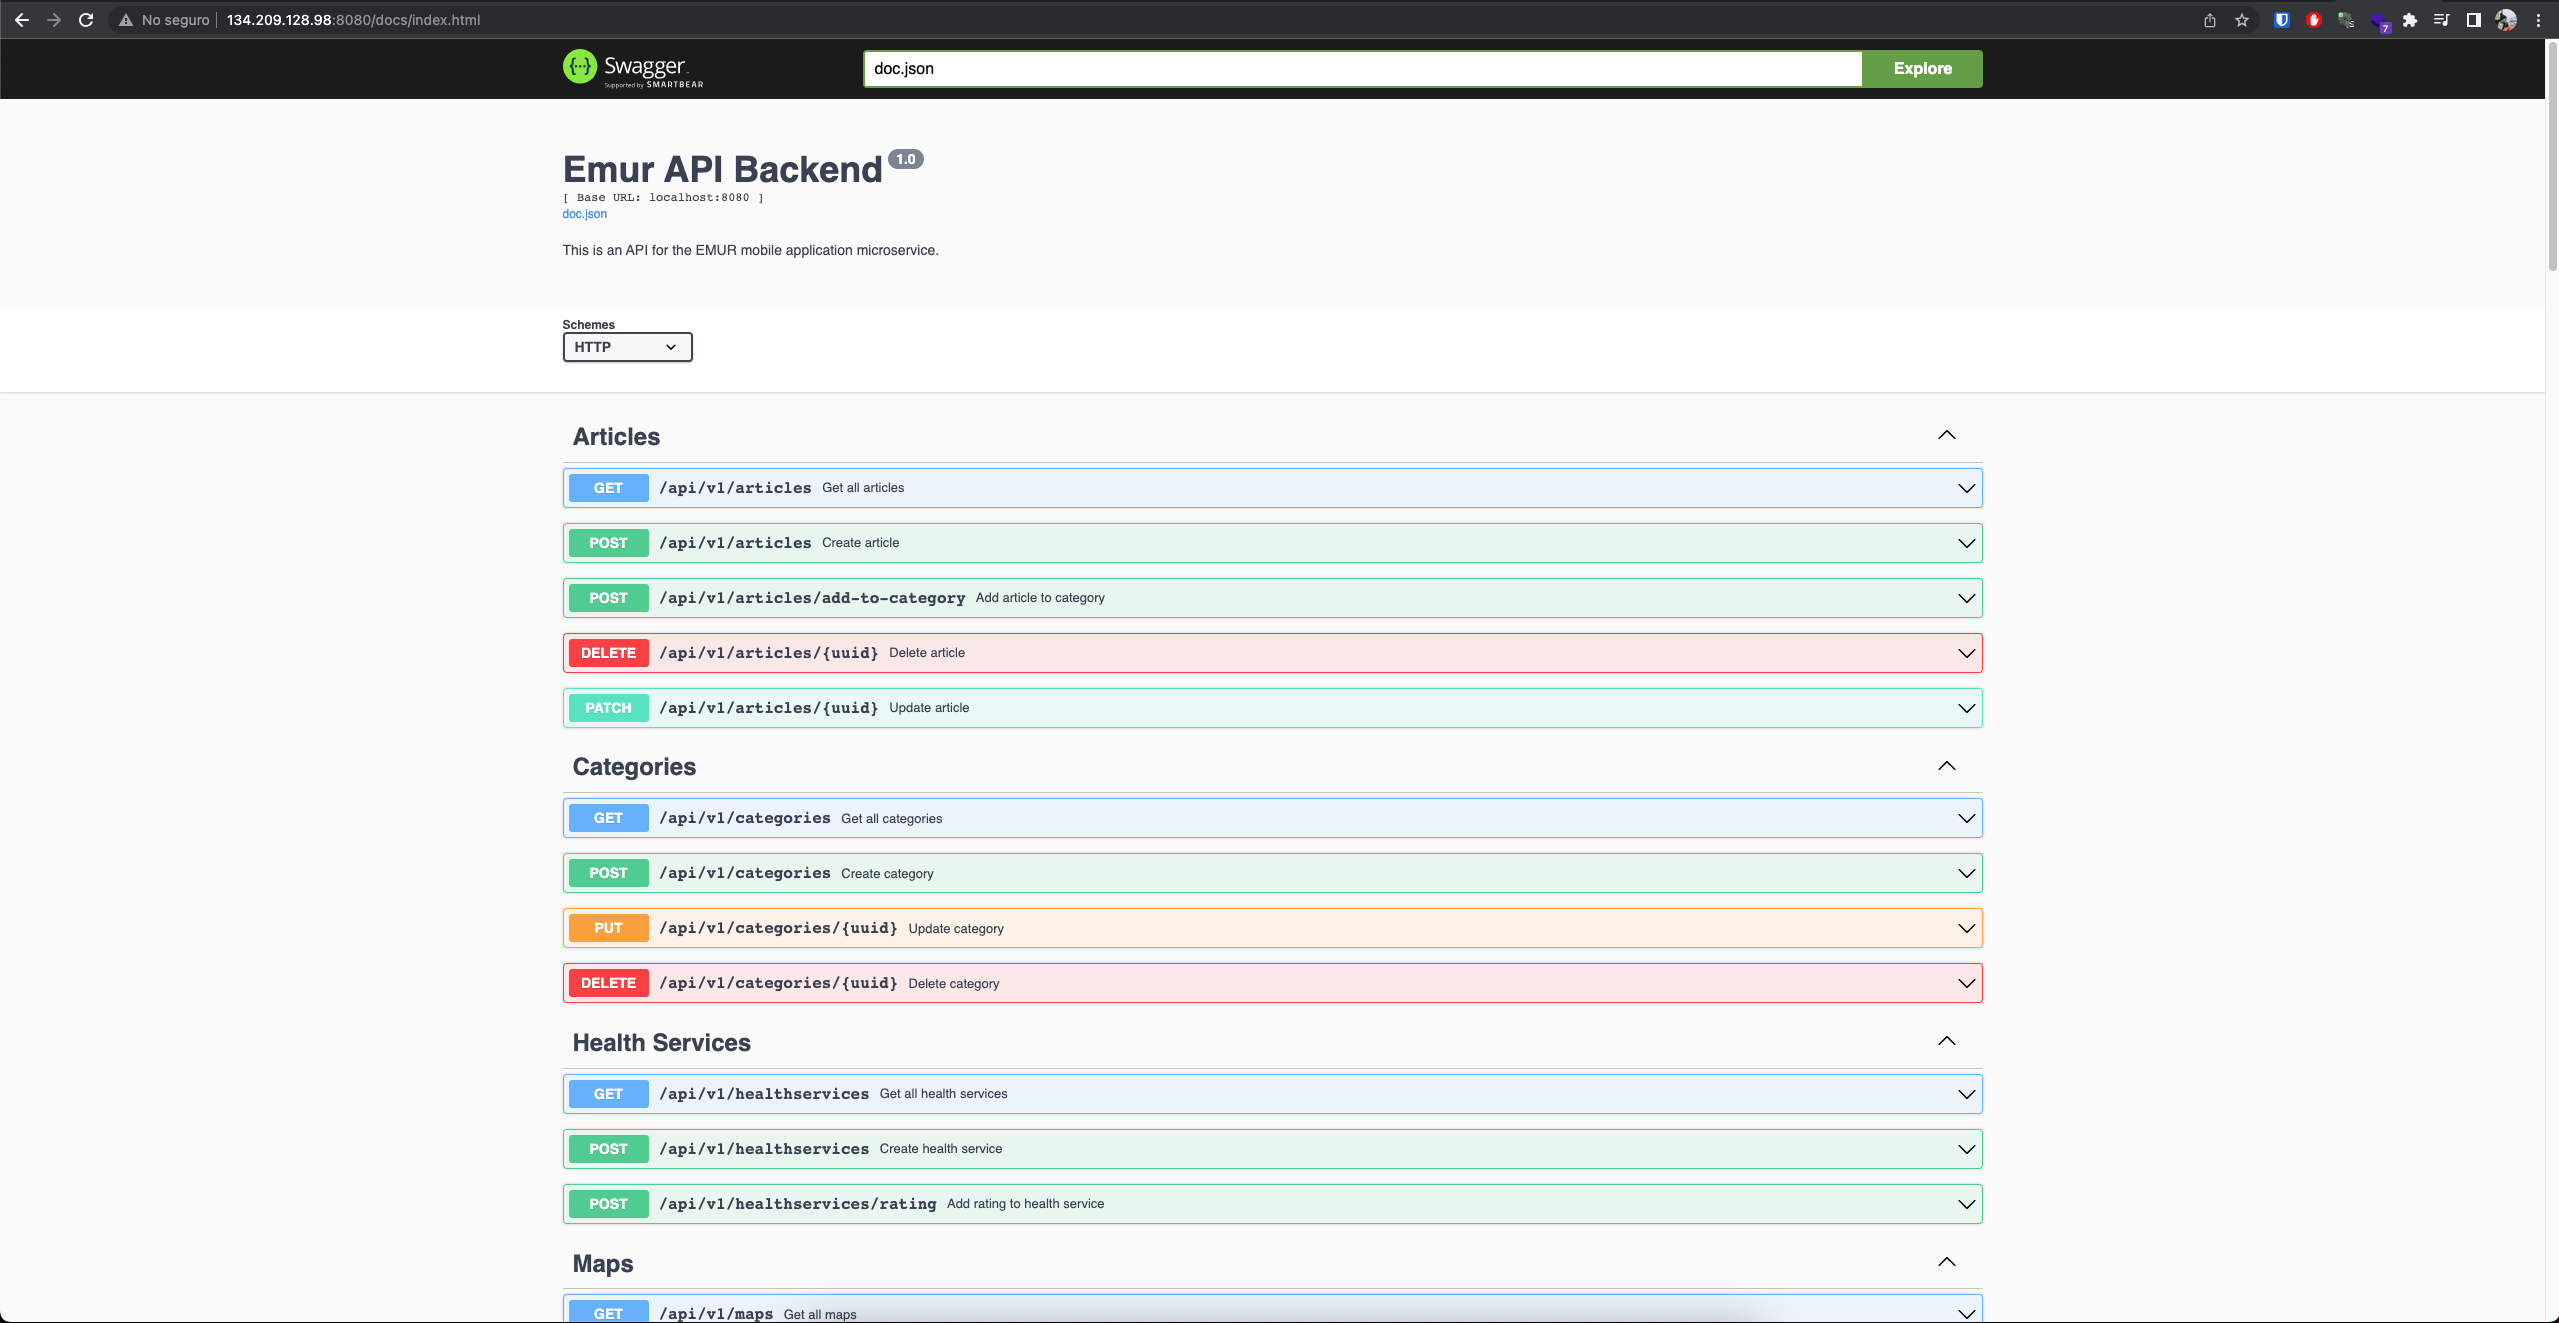 No seguro 134.209.128.98:8080/docs/index.html
7
Swagger
Supported by SMARTBEAR
doc.json
Explore
Emur API Backend 1.0
[ Base URL: localhost:8080 ]
doc.json
This is an API for the EMUR mobile application microservice.
Schemes
HTTP
Articles
GET /api/v1/articles Get all articles
POST /api/v1/articles Create article
POST /api/v1/articles/add-to-category Add article to category
DELETE /api/v1/articles/{uuid} Delete article
PATCH /api/v1/articles/{uuid} Update article
Categories
GET /api/v1/categories Get all categories
POST /api/v1/categories Create category
PUT /api/v1/categories/{uuid} Update category
DELETE /api/v1/categories/{uuid} Delete category
Health Services
GET /api/v1/healthservices Get all health services
POST /api/v1/healthservices Create health service
POST /api/v1/healthservices/rating Add rating to health service
Maps
GET /api/v1/maps Get all maps